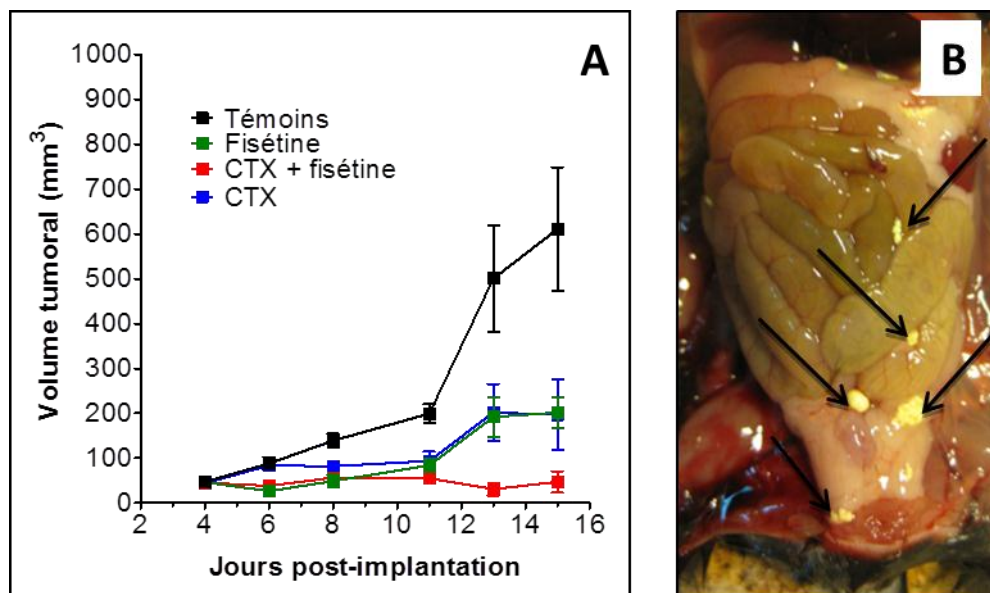 A
B
1000
900
800
700
600
500
400
300
200
100
0
Volume tumoral (mm³)
Témoins
Fisétine
CTX + fisétine
CTX
2 4 6 8 10 12 14 16
Jours post-implantation